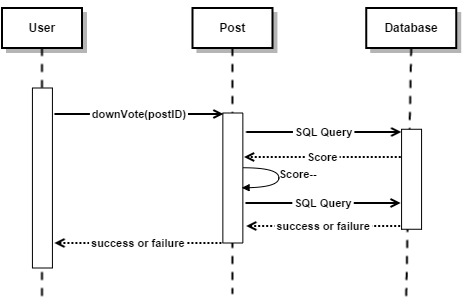 User
Post
Database
downVote(postID)
SQL Query
Score
Score--
SQL Query
success or failure
success or failure